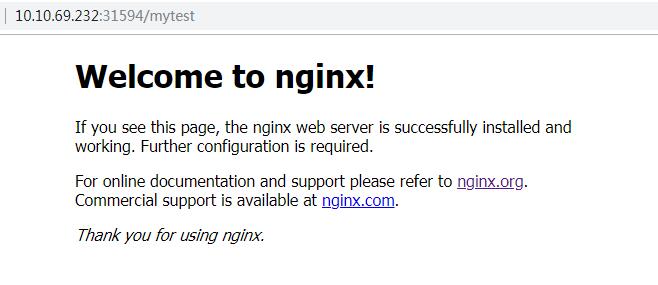 10.10.69.232:31594/mytest
Welcome to nginx!
If you see this page, the nginx web server is successfully installed and
working. Further configuration is required.
For online documentation and support please refer to nginx.org.
Commercial support is available at nginx.com.
Thank you for using nginx.